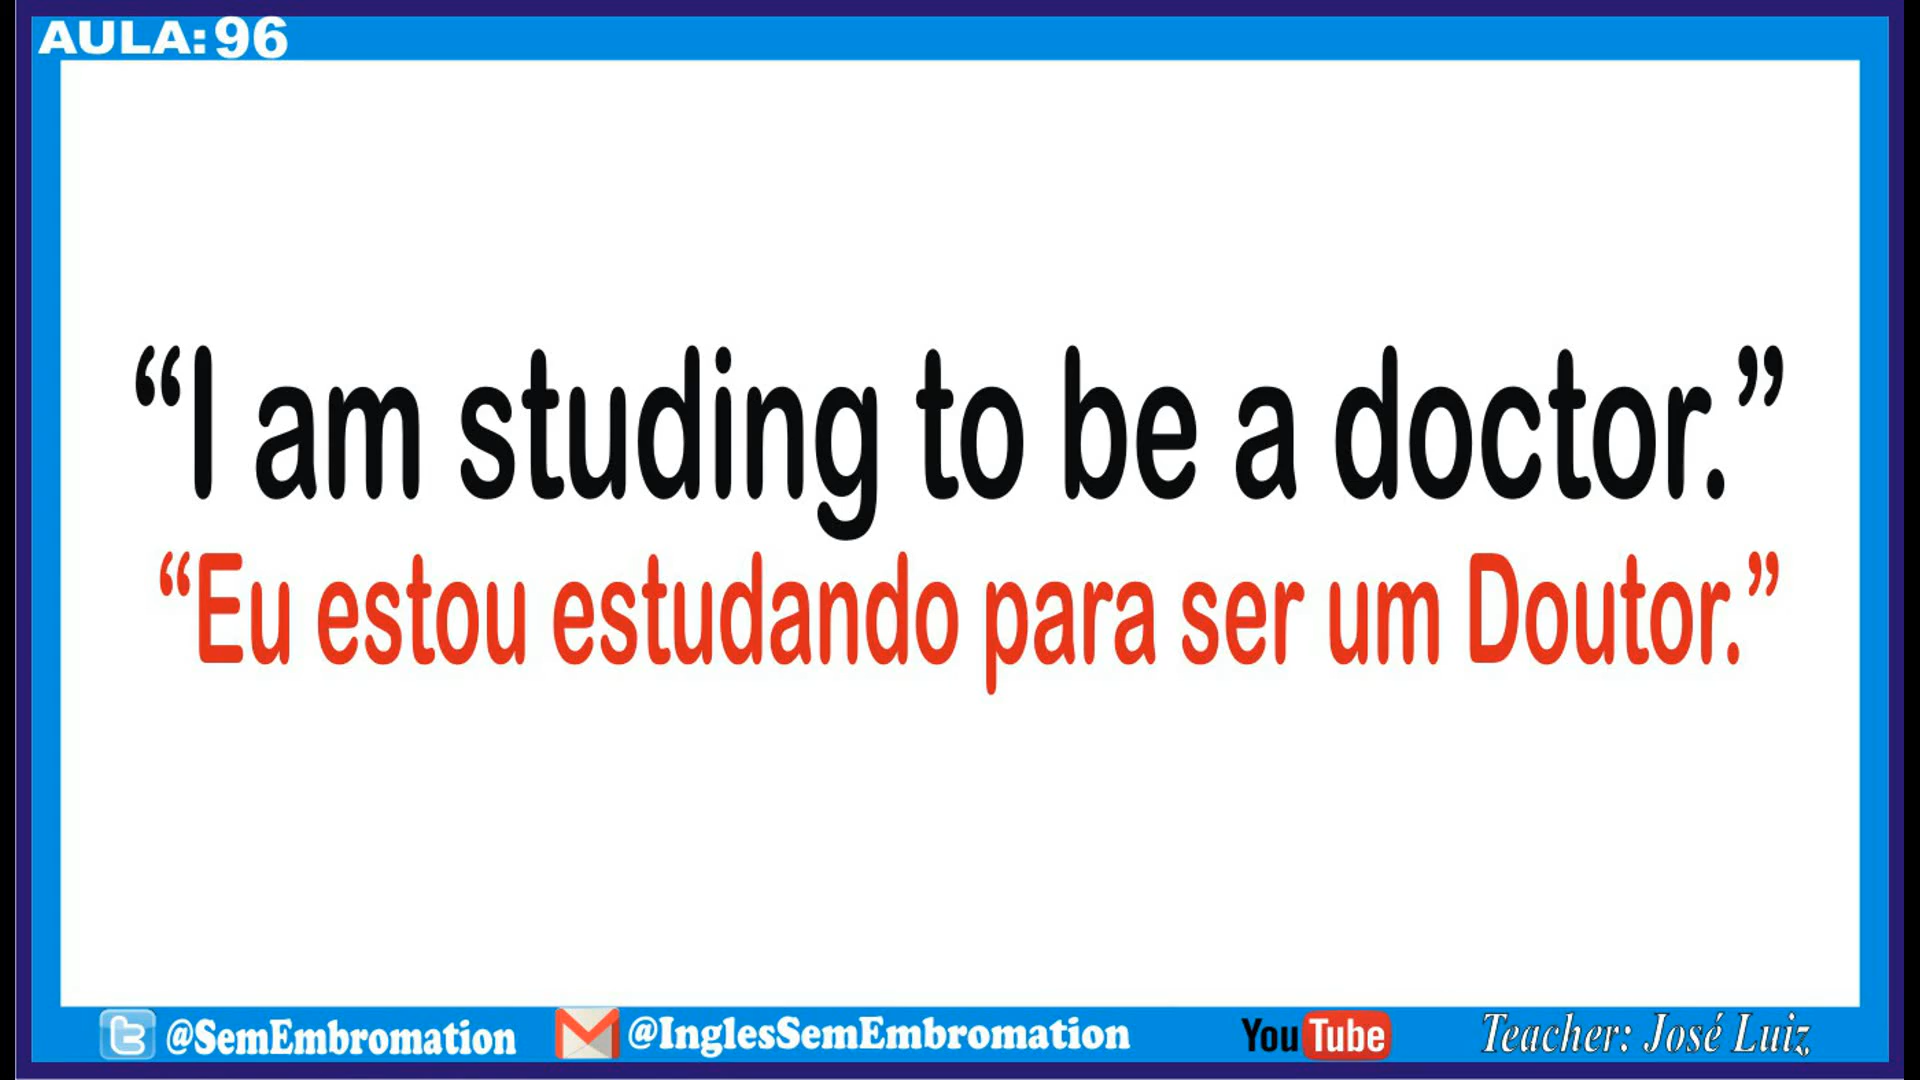 AULA: 96
“I am studing to be a doctor.”
“Eu estou estudando para ser um Doutor.”
@SemEmbromation @InglesSemEmbromation YouTube Teacher: José Luiz